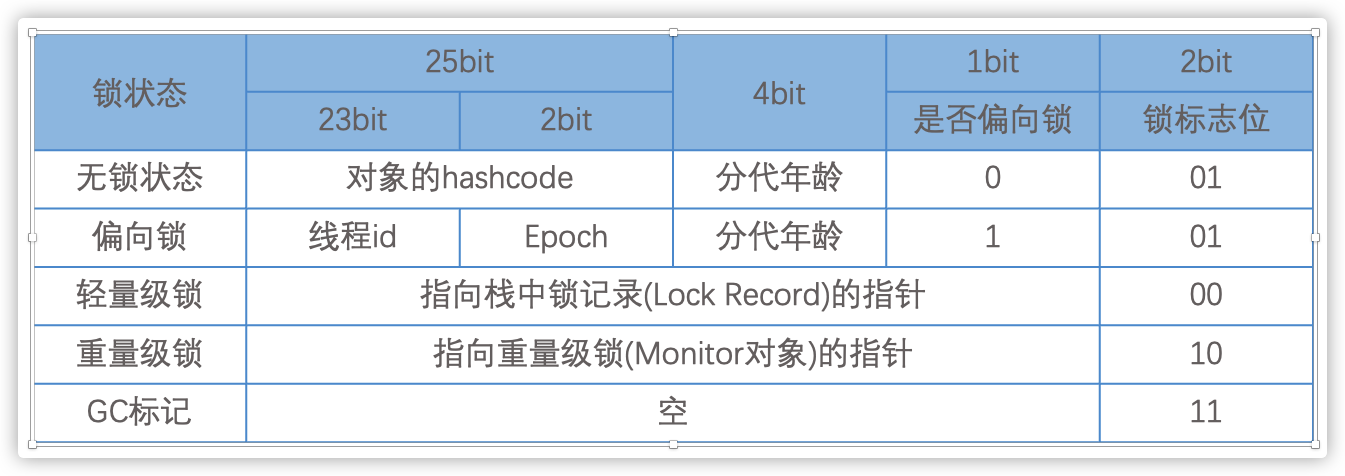 锁状态 25bit 4bit 1bit 2bit
23bit 2bit 是否偏向锁 锁标志位
无锁状态 对象的hashcode 分代年龄 0 01
偏向锁 线程id Epoch 分代年龄 1 01
轻量级锁 指向栈中锁记录(Lock Record)的指针 00
重量级锁 指向重量级锁(Monitor对象)的指针 10
GC标记 空 11